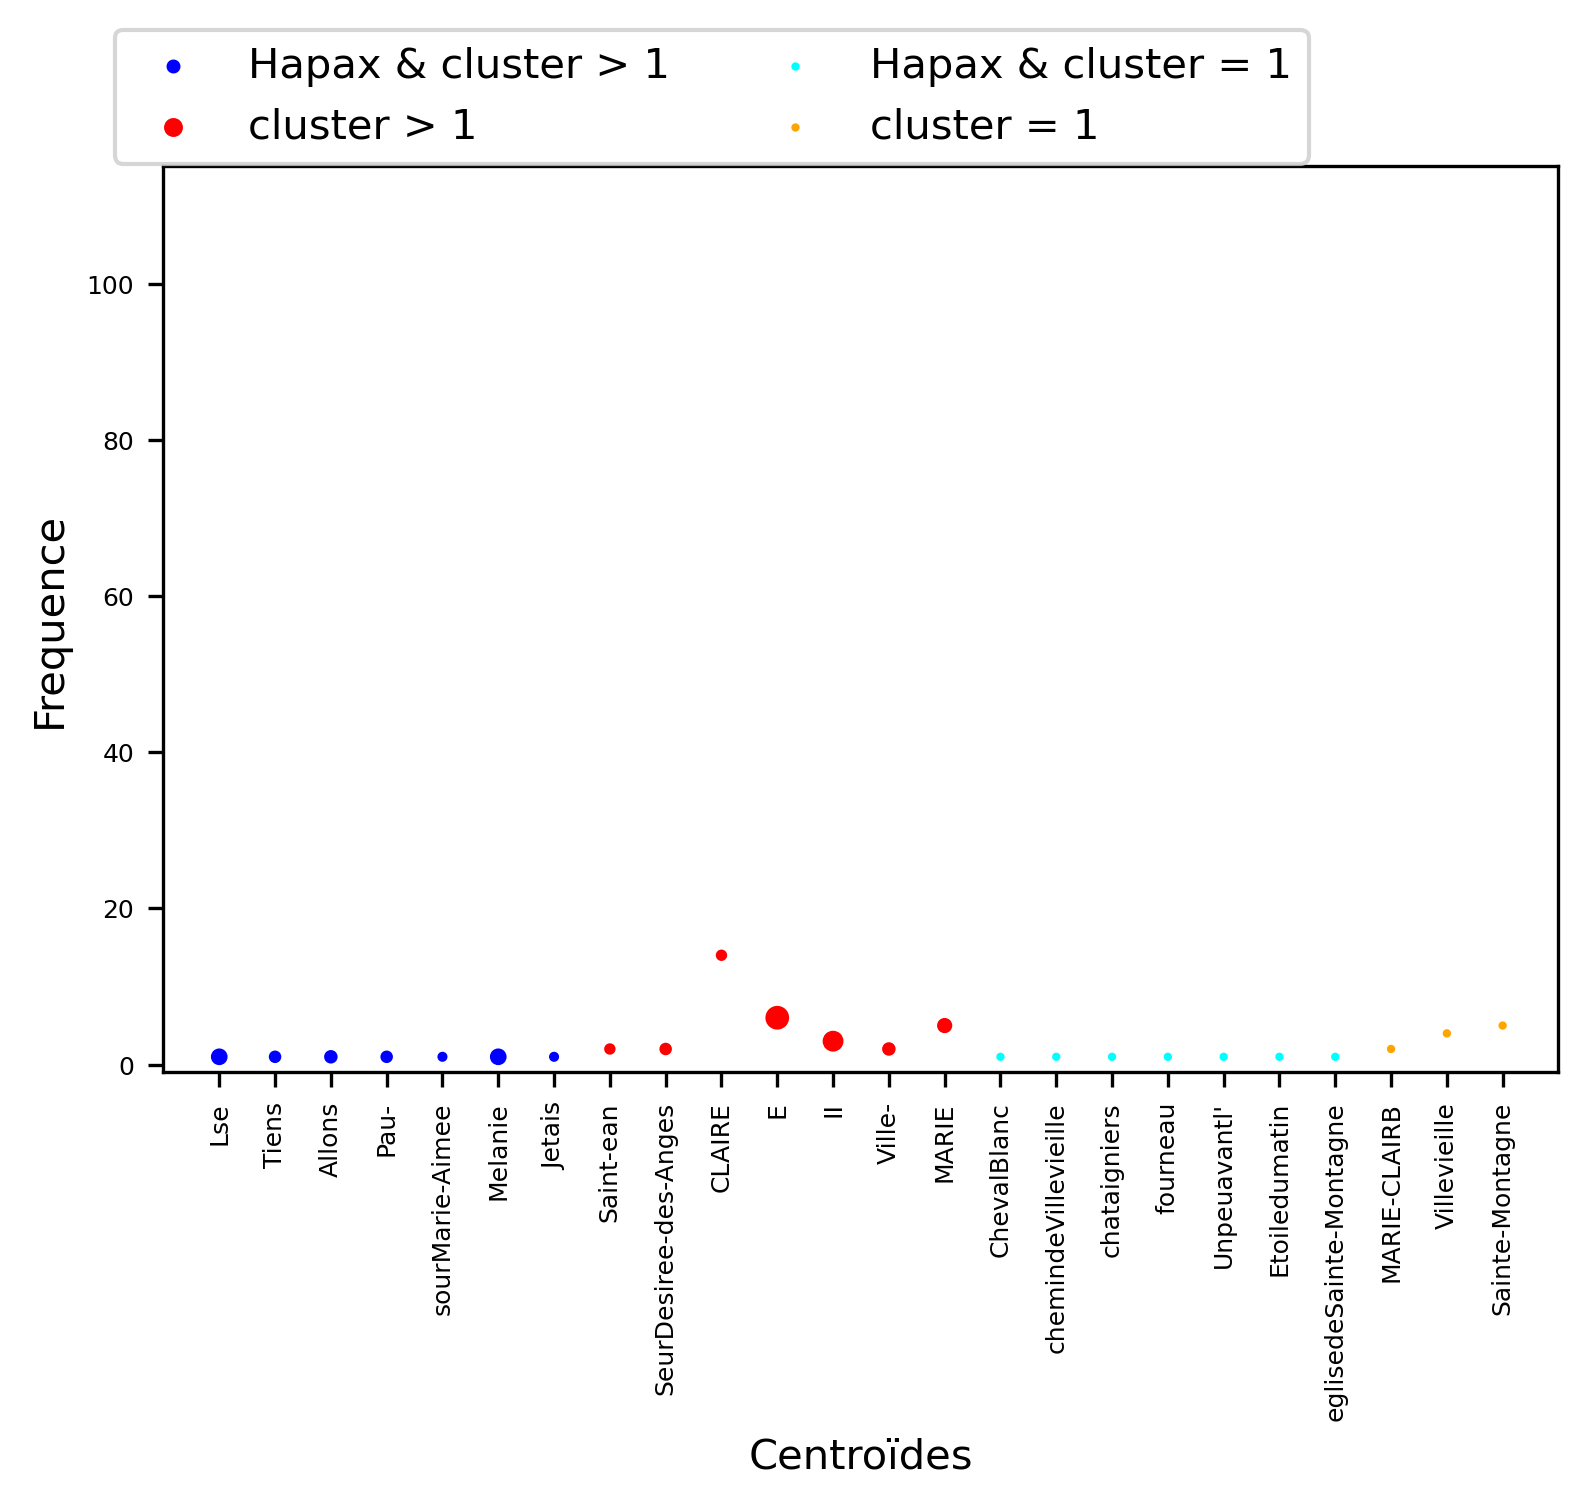 Hapax & cluster > 1
Hapax & cluster = 1
cluster > 1
cluster = 1
100
80
60
40
20
0
Frequence
Lse
Tiens
Allons
Pau-
sourMarie-Aimee
Melanie
Jetais
Saint-ean
SeurDesiree-des-Anges
CLAIRE
E
II
Ville-
MARIE
ChevalBlanc
chemindeVillevieille
chataigniers
fourneau
Unpeuavantl'
Etoiledumatin
eglisedeSainte-Montagne
MARIE-CLAIRB
Villevieille
Sainte-Montagne
Centroïdes